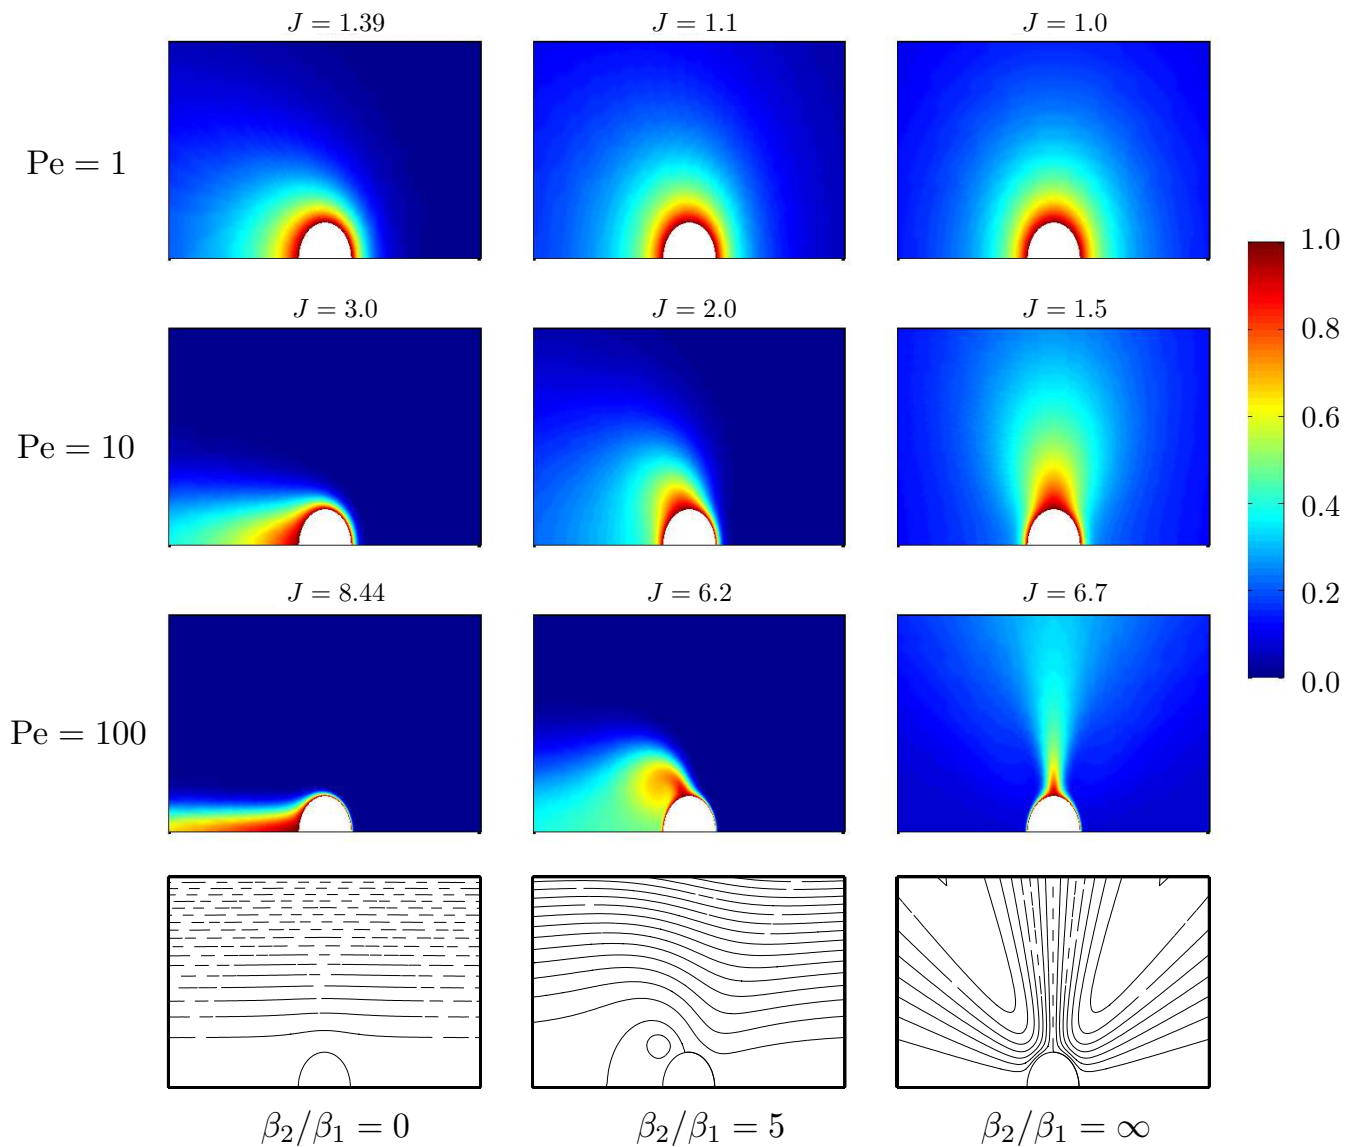 J = 1.39
J = 1.1
J = 1.0
Pe = 1
J = 3.0
J = 2.0
J = 1.5
Pe = 10
J = 8.44
J = 6.2
J = 6.7
Pe = 100
1.0
0.8
0.6
0.4
0.2
0.0
β₂/β₁ = 0
β₂/β₁ = 5
β₂/β₁ = ∞